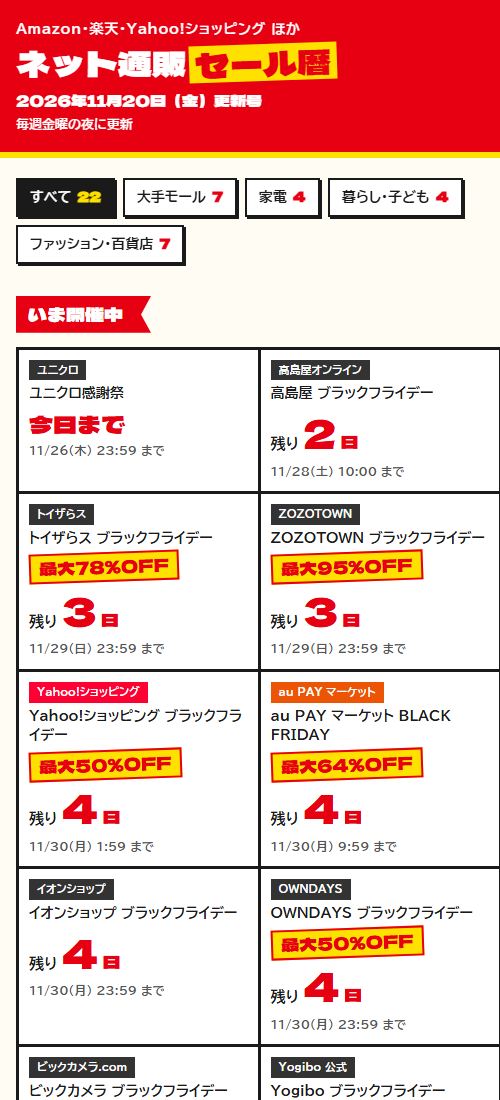 Amazon・楽天・Yahoo!ショッピング ほか
ネット通販 セール暦
2026年11月20日（金）更新号
毎週金曜の夜に更新
すべて 22
大手モール 7
家電 4
暮らし・子ども 4
ファッション・百貨店 7
いま開催中
ユニクロ
ユニクロ感謝祭
今日まで
11/26(木) 23:59 まで
高島屋オンライン
高島屋 ブラックフライデー
残り 2 日
11/28(土) 10:00 まで
トイザらス
トイザらス ブラックフライデー
最大78%OFF
残り 3 日
11/29(日) 23:59 まで
ZOZOTOWN
ZOZOTOWN ブラックフライデー
最大95%OFF
残り 3 日
11/29(日) 23:59 まで
Yahoo!ショッピング
Yahoo!ショッピング ブラックフラ
イデー
最大50%OFF
残り 4 日
11/30(月) 1:59 まで
au PAY マーケット
au PAY マーケット BLACK
FRIDAY
最大64%OFF
残り 4 日
11/30(月) 9:59 まで
イオンショップ
イオンショップ ブラックフライデー
残り 4 日
11/30(月) 23:59 まで
OWNDAYS
OWNDAYS ブラックフライデー
最大50%OFF
残り 4 日
11/30(月) 23:59 まで
ビックカメラ.com
ビックカメラ ブラックフライデー
Yogibo 公式
Yogibo ブラックフライデー